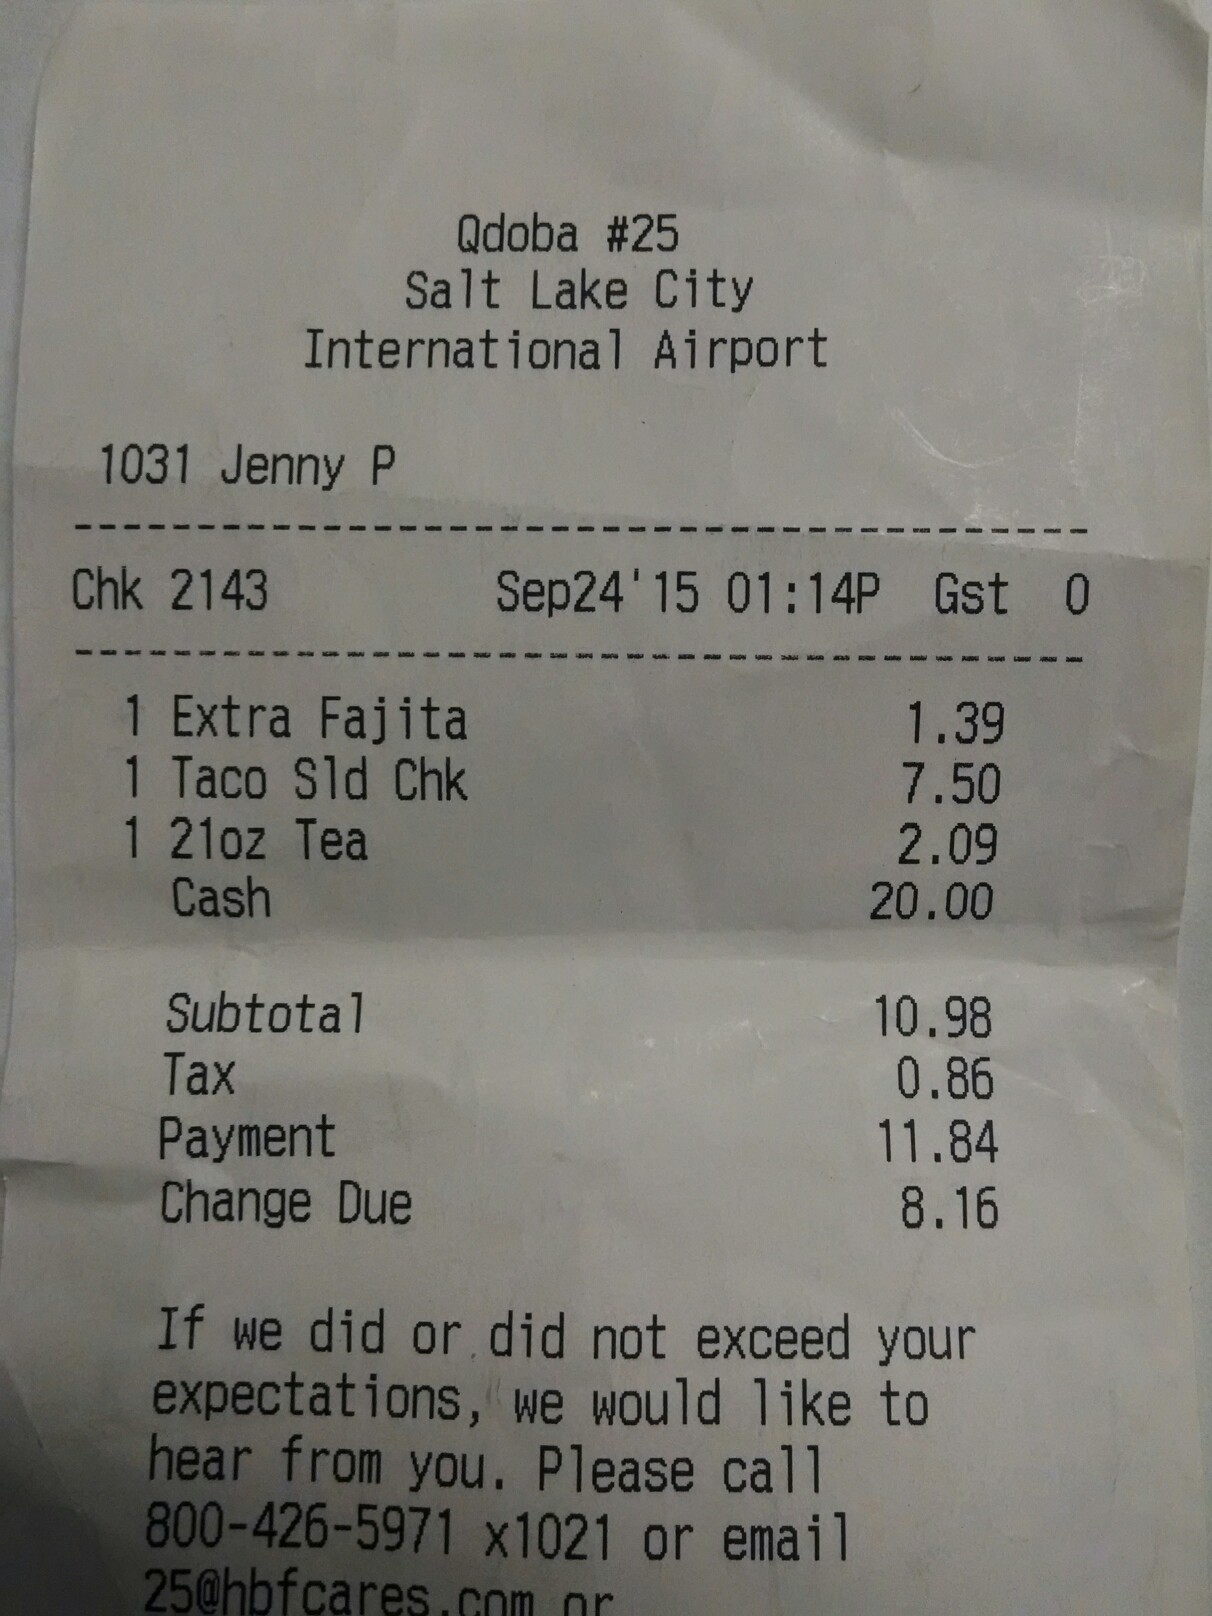 Qdoba #25
Salt Lake City
International Airport
1031 Jenny P
----------------------------------------
Chk 2143 Sep24'15 01:14P Gst 0
----------------------------------------
1 Extra Fajita 1.39
1 Taco Sld Chk 7.50
1 21oz Tea 2.09
Cash 20.00
Subtotal 10.98
Tax 0.86
Payment 11.84
Change Due 8.16
If we did or did not exceed your
expectations, we would like to
hear from you. Please call
800-426-5971 x1021 or email
25@hbfcares.com or